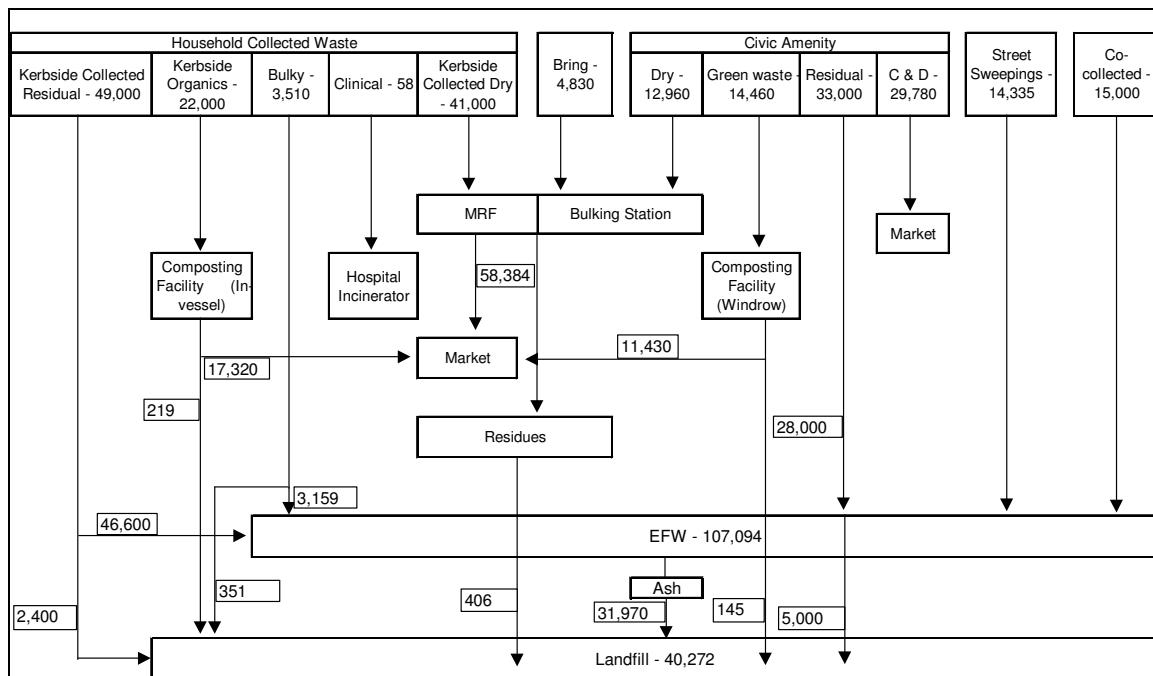 Household Collected Waste
Civic Amenity
Kerbside Collected
Residual - 49,000
Kerbside
Organics -
22,000
Bulky -
3,510
Clinical - 58
Kerbside
Collected Dry
- 41,000
Bring -
4,830
Dry -
12,960
Green waste -
14,460
Residual -
33,000
C & D -
29,780
Street
Sweepings -
14,335
Co-
collected -
15,000
MRF
Bulking Station
Market
Composting
Facility (In-
vessel)
Hospital
Incinerator
58,384
Composting
Facility
(Windrow)
Market
11,430
17,320
219
28,000
Residues
3,159
46,600
EFW - 107,094
351
406
Ash
31,970
145
5,000
2,400
Landfill - 40,272